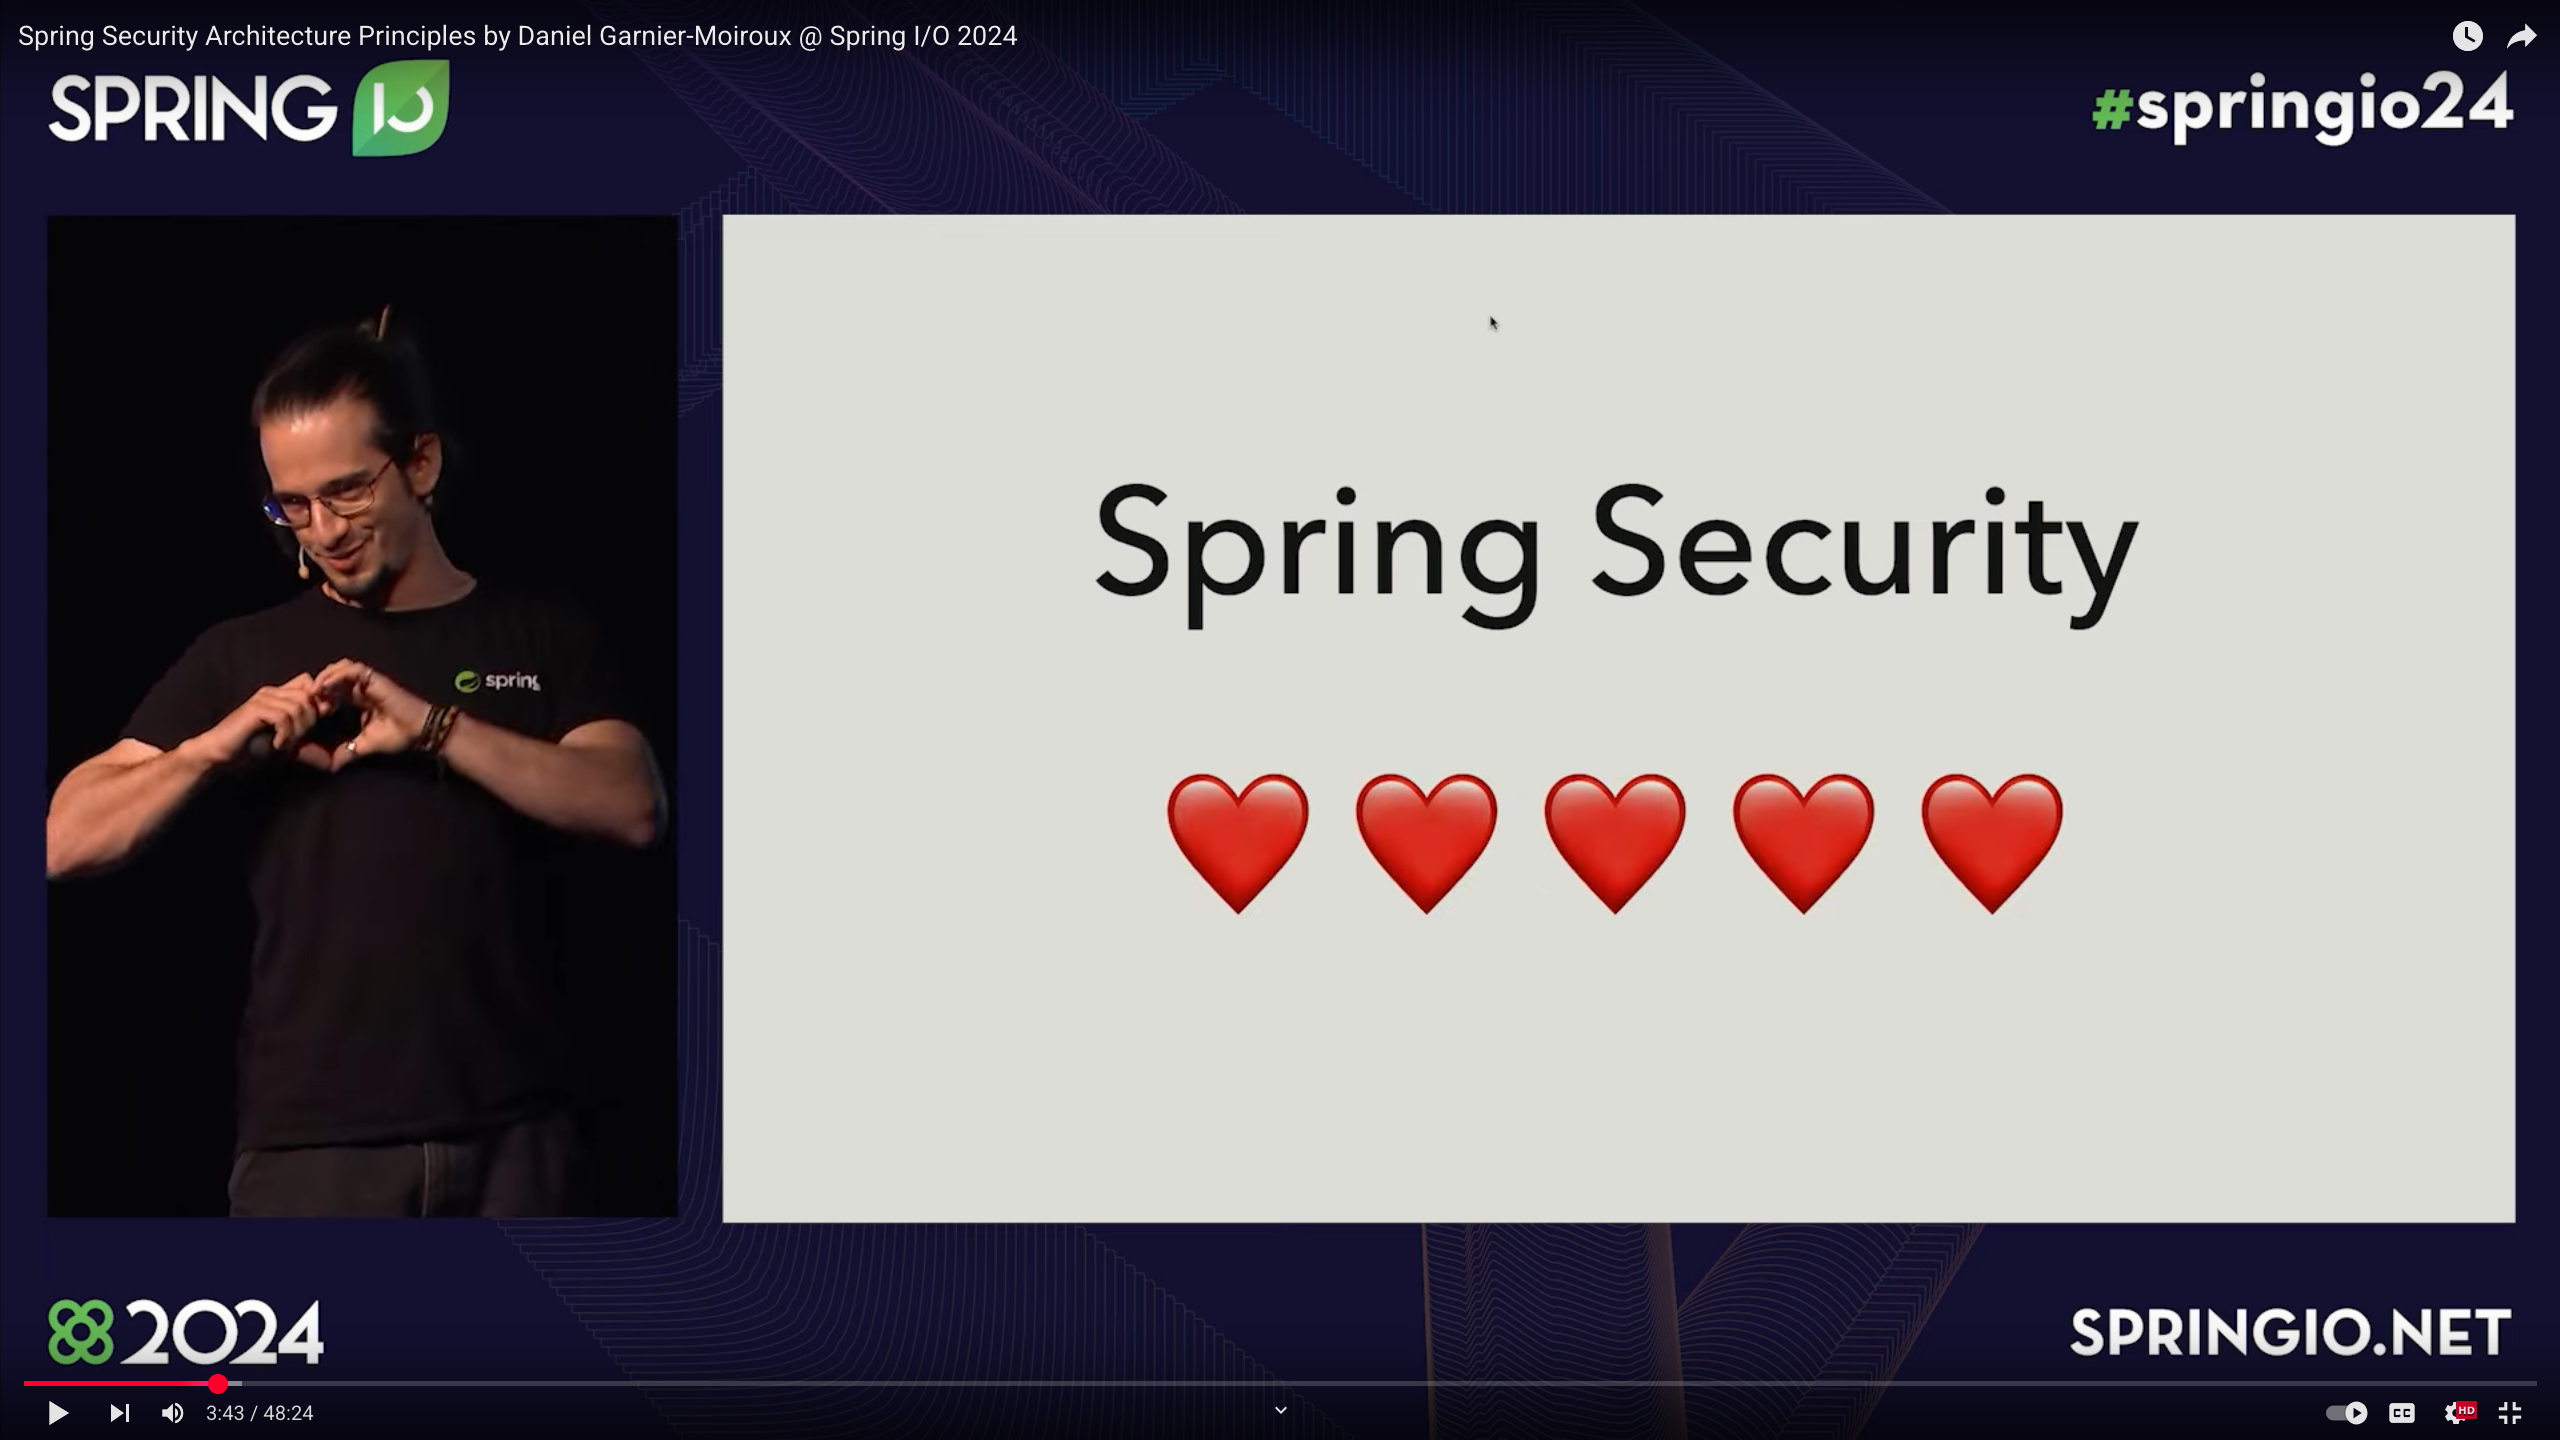 Spring Security Architecture Principles by Daniel Garnier-Moiroux @ Spring I/O 2024
SPRING IO
#springio24
spring
Spring Security
2024
SPRINGIO.NET
3:43 / 48:24
CC
HD